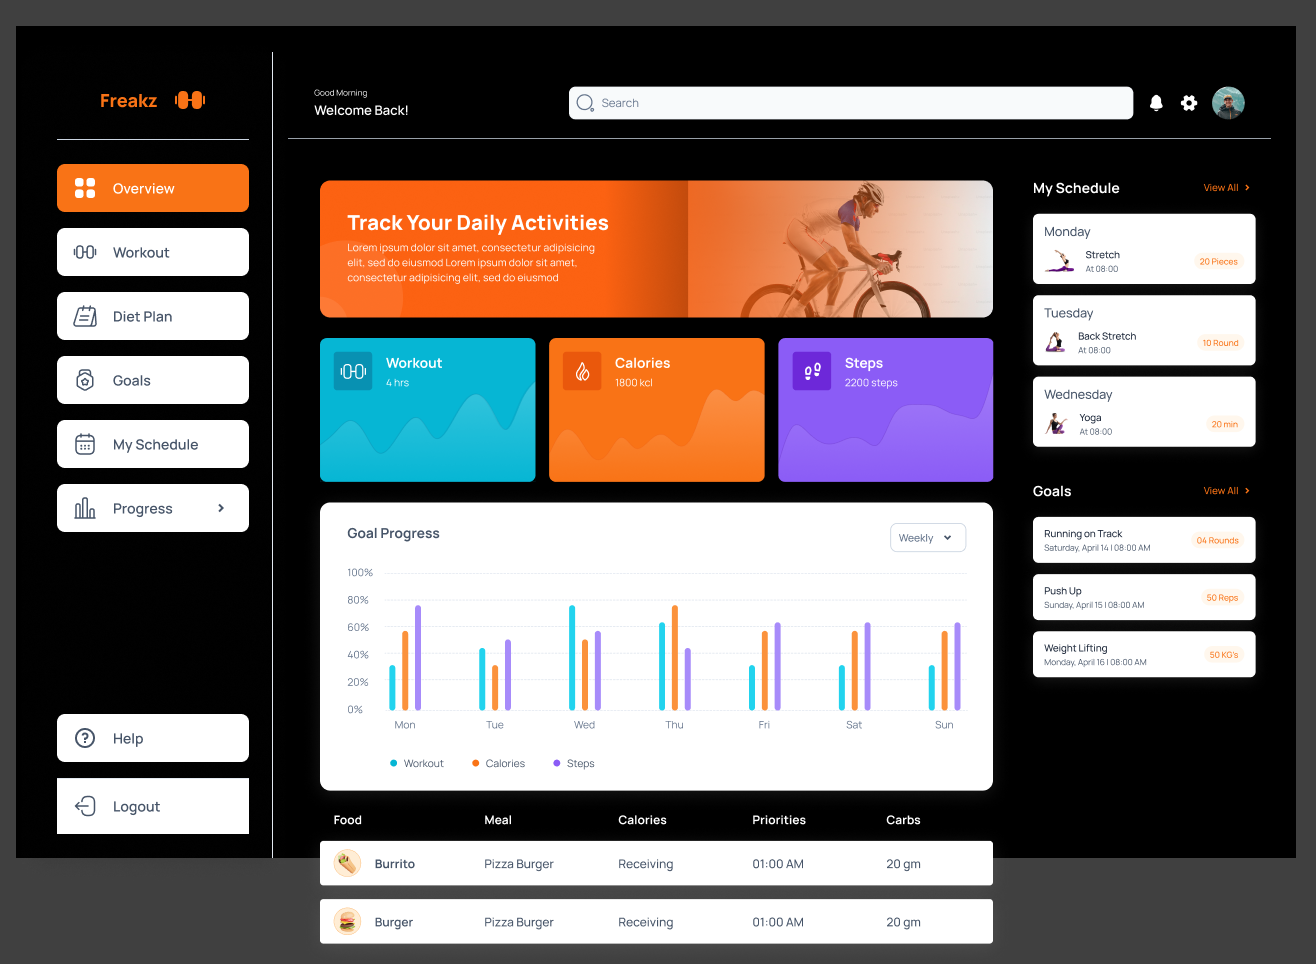 Freakz
Overview
Workout
Diet Plan
Goals
My Schedule
Progress
Help
Logout
Good Morning
Welcome Back!
Search
Track Your Daily Activities
Lorem ipsum dolor sit amet, consectetur adipisicing
elit, sed do eiusmod Lorem ipsum dolor sit amet,
consectetur adipisicing elit, sed do eiusmod
Workout
4 hrs
Calories
1800 kcl
Steps
2200 steps
Goal Progress
Weekly
100%
80%
60%
40%
20%
0%
Mon Tue Wed Thu Fri Sat Sun
Workout Calories Steps
Food Meal Calories Priorities Carbs
Burrito Pizza Burger Receiving 01:00 AM 20 gm
Burger Pizza Burger Receiving 01:00 AM 20 gm
My Schedule View All
Monday
Stretch
At 08:00
20 Pieces
Tuesday
Back Stretch
At 08:00
10 Round
Wednesday
Yoga
At 08:00
20 min
Goals View All
Running on Track
Saturday, April 14 | 08:00 AM
04 Rounds
Push Up
Sunday, April 15 | 08:00 AM
50 Reps
Weight Lifting
Monday, April 16 | 08:00 AM
50 KG's